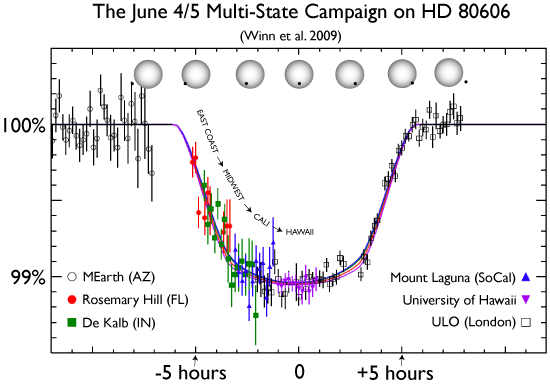 The June 4/5 Multi-State Campaign on HD 80606
(Winn et al. 2009)
100%
EAST COAST → MIDWEST → CALI → HAWAII
99%
MEarth (AZ)
Rosemary Hill (FL)
De Kalb (IN)
Mount Laguna (SoCal)
University of Hawaii
ULO (London)
-5 hours
0
+5 hours